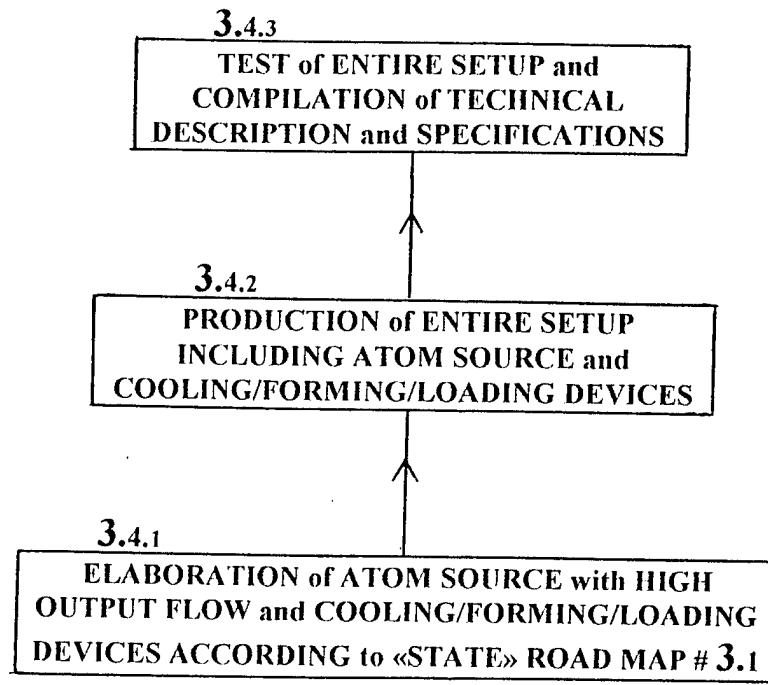 3.4.3
TEST of ENTIRE SETUP and
COMPILATION of TECHNICAL
DESCRIPTION and SPECIFICATIONS
3.4.2
PRODUCTION of ENTIRE SETUP
INCLUDING ATOM SOURCE and
COOLING/FORMING/LOADING DEVICES
3.4.1
ELABORATION of ATOM SOURCE with HIGH
OUTPUT FLOW and COOLING/FORMING/LOADING
DEVICES ACCORDING to «STATE» ROAD MAP # 3.1